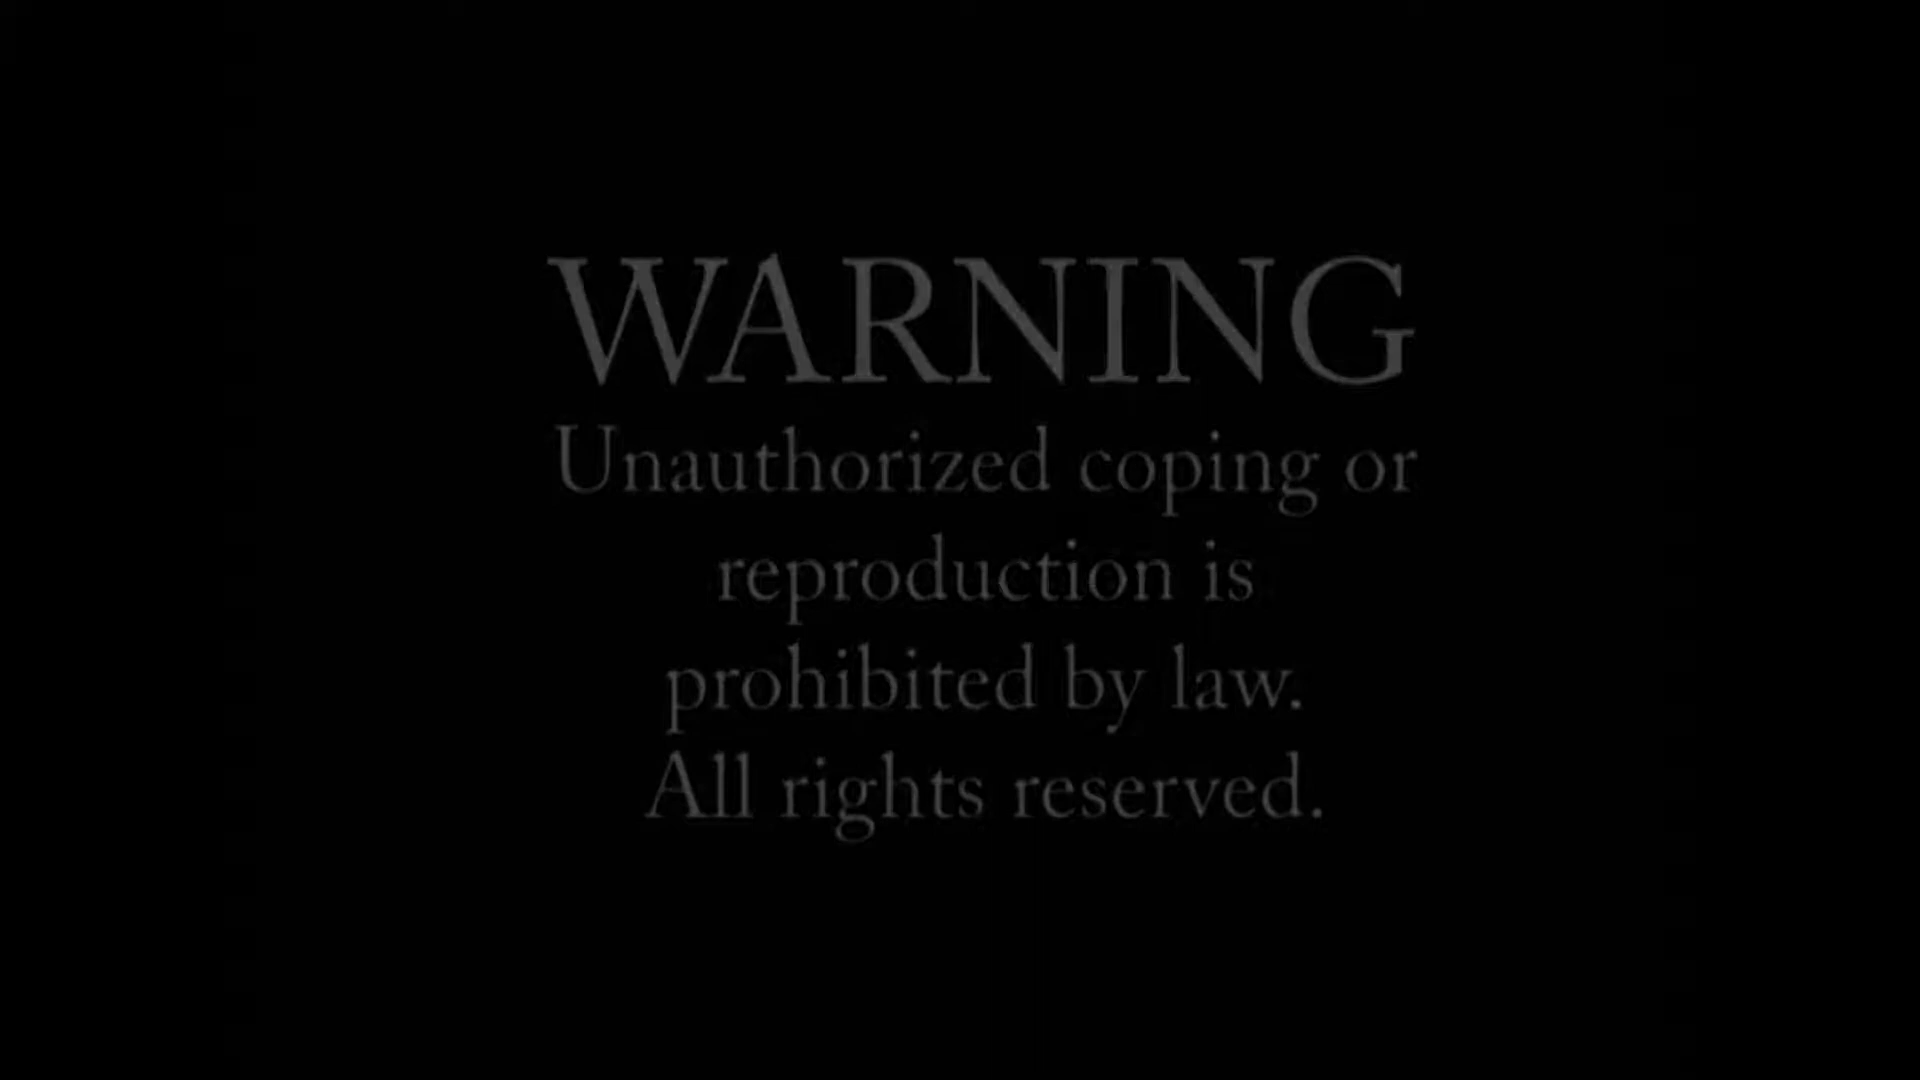 WARNING
Unauthorized coping or
reproduction is
prohibited by law.
All rights reserved.